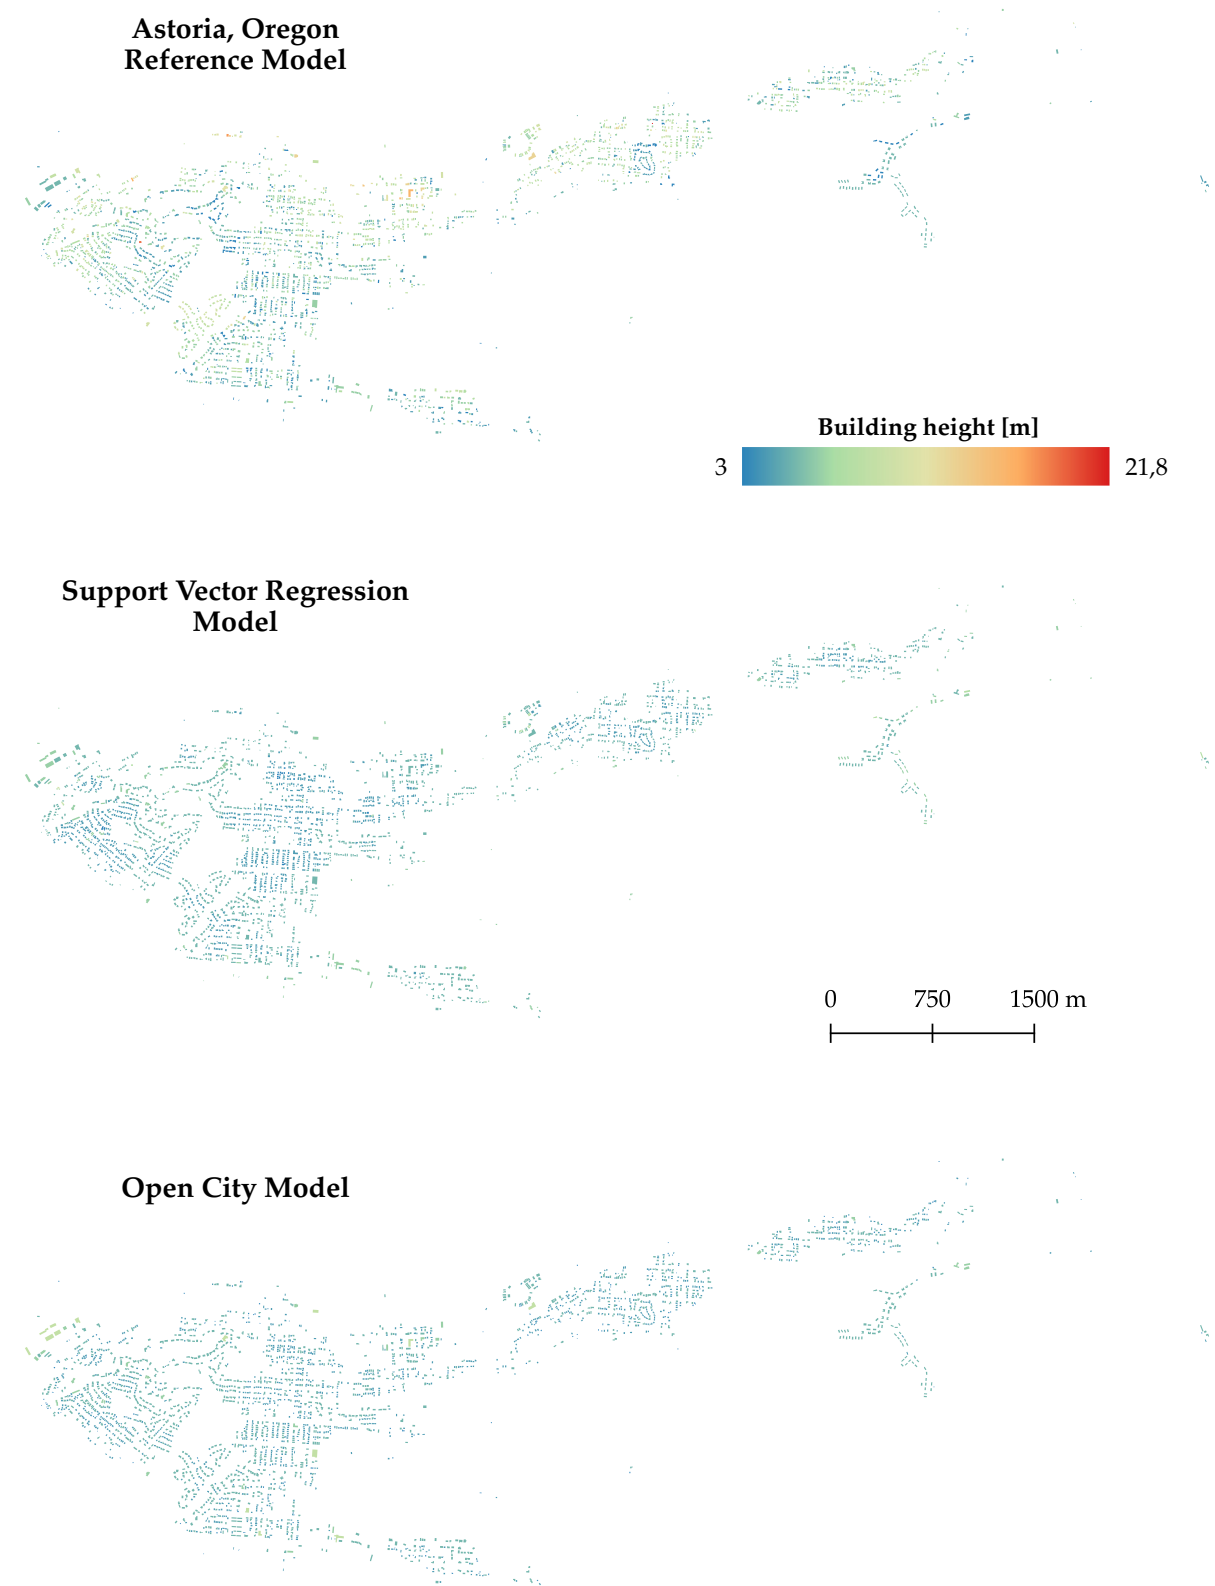 Astoria, Oregon
Reference Model
Building height [m]
3
21,8
Support Vector Regression
Model
0 750 1500 m
Open City Model